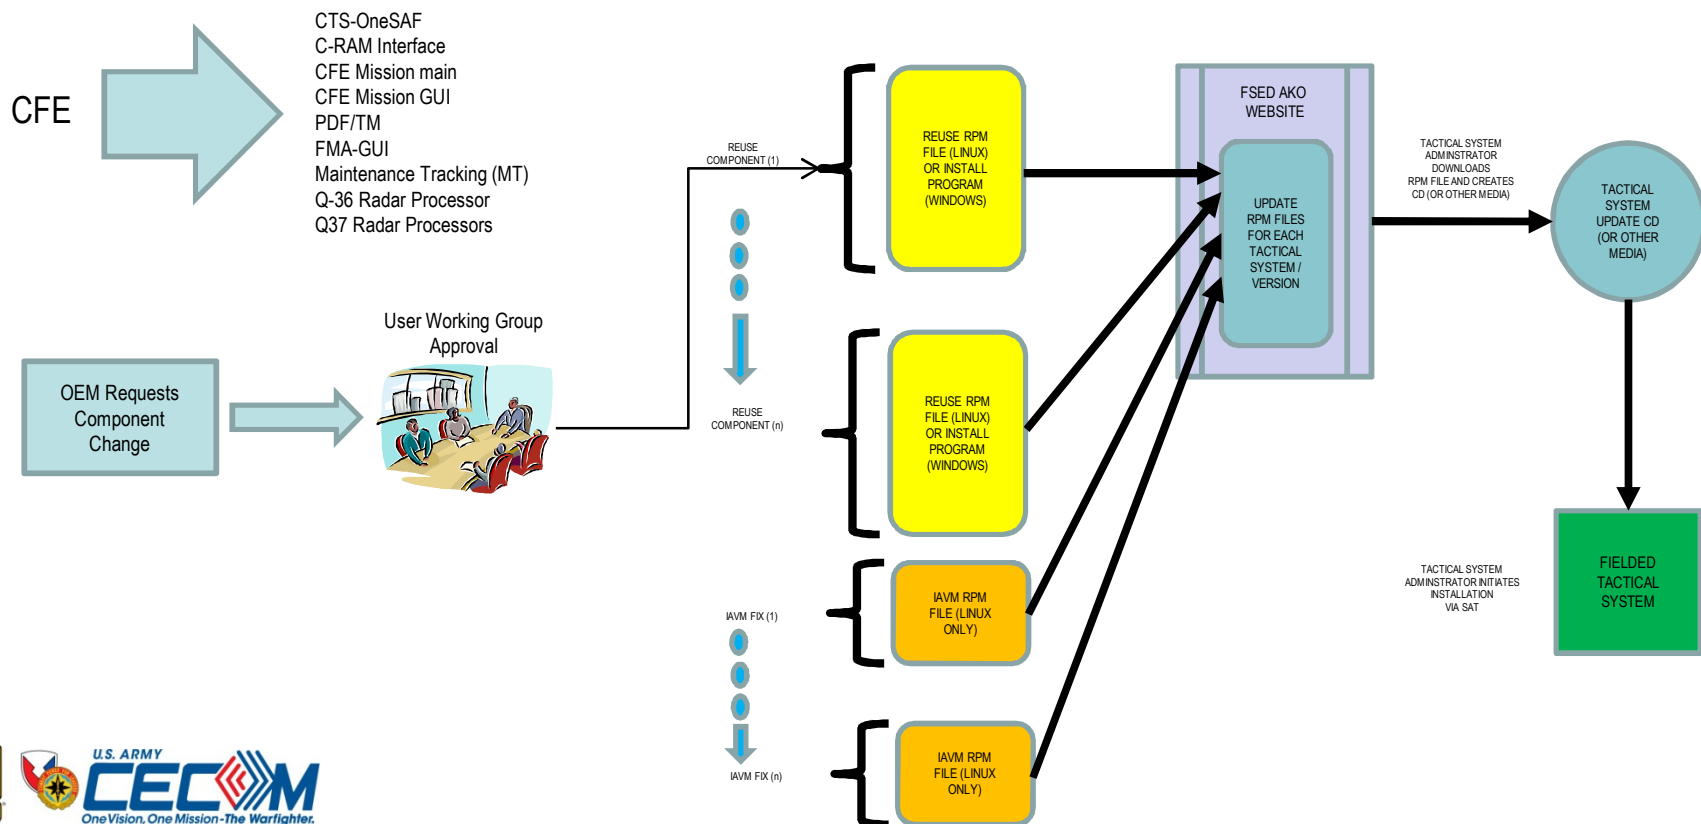 CFE
CTS-OneSAF
C-RAM Interface
CFE Mission main
CFE Mission GUI
PDF/TM
FMA-GUI
Maintenance Tracking (MT)
Q-36 Radar Processor
Q37 Radar Processors
OEM Requests
Component
Change
User Working Group
Approval
REUSE
COMPONENT (1)
REUSE
COMPONENT (n)
IAVM FIX (1)
IAVM FIX (n)
REUSE RPM
FILE (LINUX)
OR INSTALL
PROGRAM
(WINDOWS)
REUSE RPM
FILE (LINUX)
OR INSTALL
PROGRAM
(WINDOWS)
IAVM RPM
FILE (LINUX
ONLY)
IAVM RPM
FILE (LINUX
ONLY)
FSED AKO
WEBSITE
UPDATE
RPM FILES
FOR EACH
TACTICAL
SYSTEM /
VERSION
TACTICAL SYSTEM
ADMINSTRATOR
DOWNLOADS
RPM FILE AND CREATES
CD (OR OTHER MEDIA)
TACTICAL
SYSTEM
UPDATE CD
(OR OTHER
MEDIA)
TACTICAL SYSTEM
ADMINSTRATOR INITIATES
INSTALLATION
VIA SAT
FIELDED
TACTICAL
SYSTEM
U.S. ARMY
CECOM
One Vision, One Mission-The Warfighter.